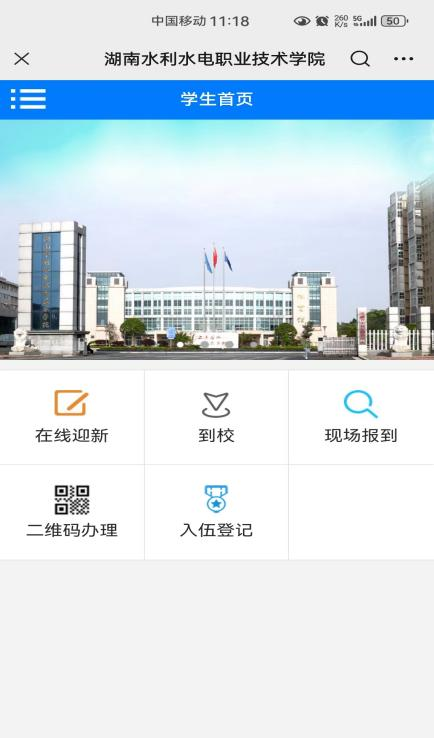 中国移动 11:18
260 K/s 5G 50
湖南水利水电职业技术学院
学生首页
在线迎新 到校 现场报到
二维码办理 入伍登记